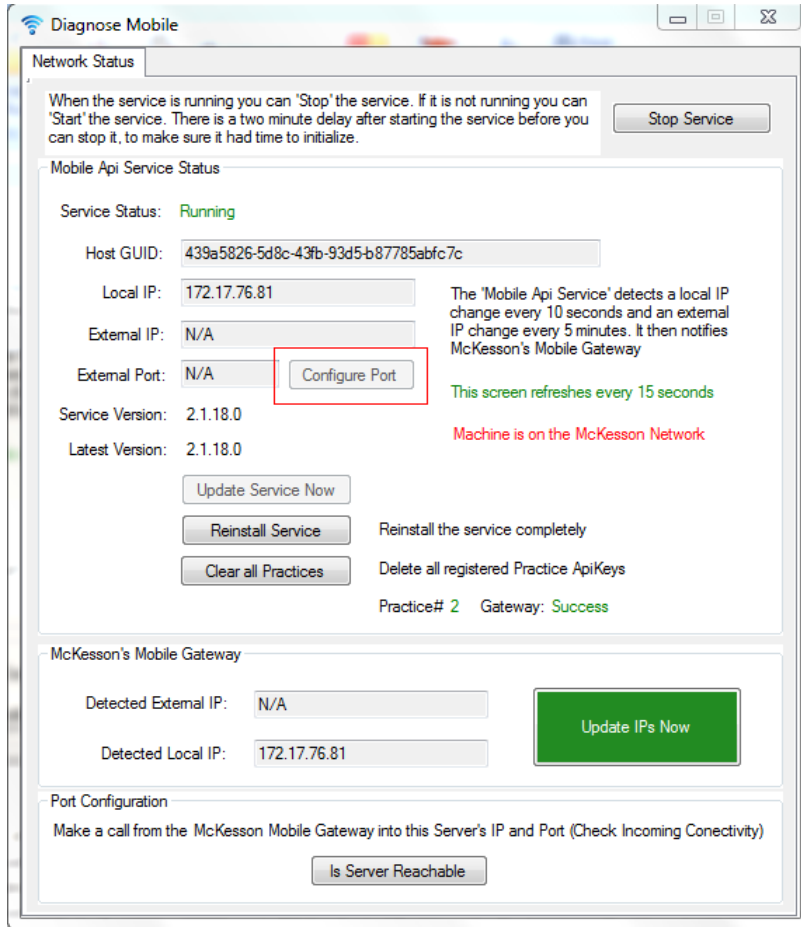 Diagnose Mobile
Network Status
When the service is running you can 'Stop' the service. If it is not running you can
'Start' the service. There is a two minute delay after starting the service before you
can stop it, to make sure it had time to initialize.
Stop Service
Mobile Api Service Status
Service Status: Running
Host GUID: 439a5826-5d8c-43fb-93d5-b87785abfc7c
Local IP: 172.17.76.81
External IP: N/A
External Port: N/A Configure Port
Service Version: 2.1.18.0
Latest Version: 2.1.18.0
The 'Mobile Api Service' detects a local IP
change every 10 seconds and an external
IP change every 5 minutes. It then notifies
McKesson's Mobile Gateway
This screen refreshes every 15 seconds
Machine is on the McKesson Network
Update Service Now
Reinstall Service Reinstall the service completely
Clear all Practices Delete all registered Practice ApiKeys
Practice# 2 Gateway: Success
McKesson's Mobile Gateway
Detected External IP: N/A
Detected Local IP: 172.17.76.81
Update IPs Now
Port Configuration
Make a call from the McKesson Mobile Gateway into this Server's IP and Port (Check Incoming Conectivity)
Is Server Reachable